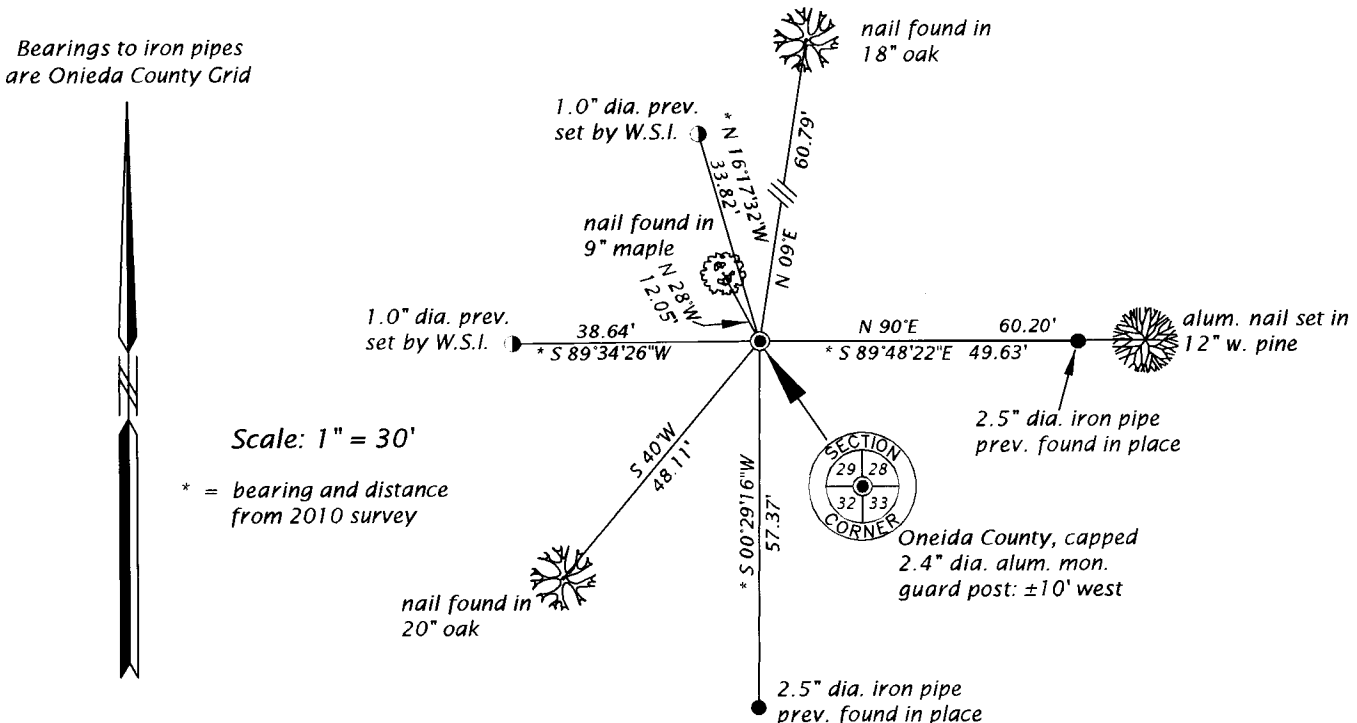 Bearings to iron pipes
are Onieda County Grid
nail found in
18" oak
1.0" dia. prev.
set by W.S.I.
* N 16°17'32"W
33.82'
60.79'
N 09°E
nail found in
9" maple
N 28°W
12.05'
1.0" dia. prev.
set by W.S.I.
38.64'
* S 89°34'26"W
N 90°E 60.20'
* S 89°48'22"E 49.63'
alum. nail set in
12" w. pine
2.5" dia. iron pipe
prev. found in place
Scale: 1" = 30'
* = bearing and distance
from 2010 survey
S 40°W
48.11'
* S 00°29'19"W
57.37'
SECTION
29 28
32 33
CORNER
Oneida County, capped
2.4" dia. alum. mon.
guard post: ±10' west
nail found in
20" oak
2.5" dia. iron pipe
prev. found in place